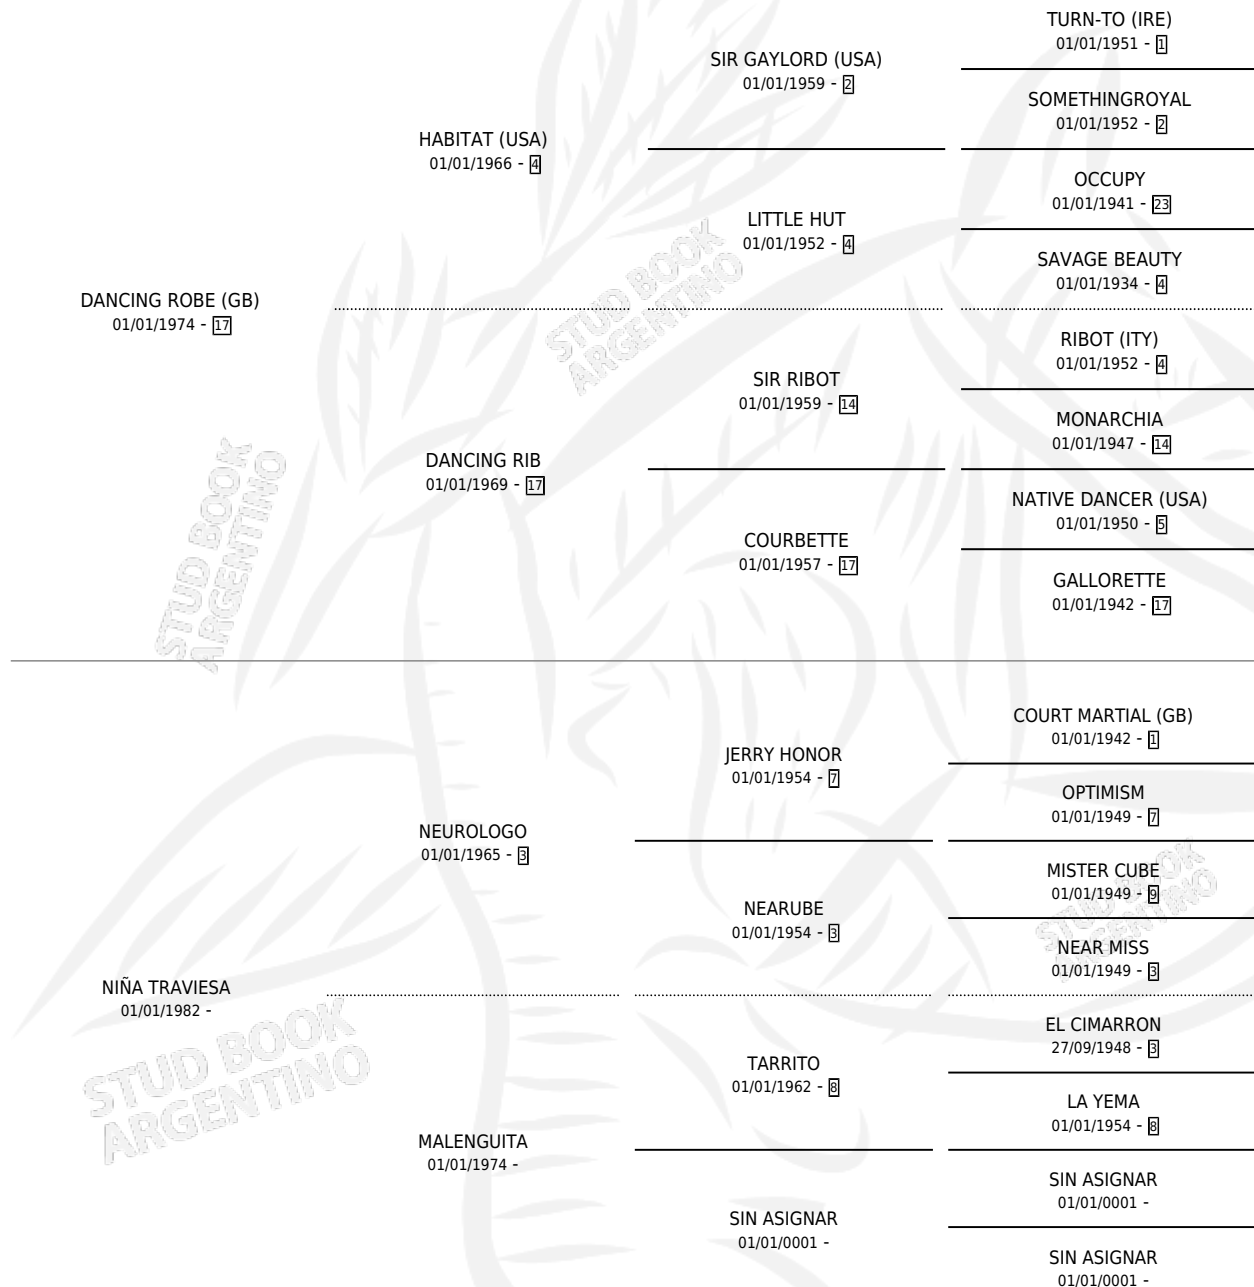 DANCING ROBE (GB)
01/01/1974 - 17
HABITAT (USA)
01/01/1966 - 4
DANCING RIB
01/01/1969 - 17
SIR GAYLORD (USA)
01/01/1959 - 2
LITTLE HUT
01/01/1952 - 4
SIR RIBOT
01/01/1959 - 14
COURBETTE
01/01/1957 - 17
TURN-TO (IRE)
01/01/1951 - 1
SOMETHINGROYAL
01/01/1952 - 2
OCCUPY
01/01/1941 - 23
SAVAGE BEAUTY
01/01/1934 - 4
RIBOT (ITY)
01/01/1952 - 4
MONARCHIA
01/01/1947 - 14
NATIVE DANCER (USA)
01/01/1950 - 5
GALLORETTE
01/01/1942 - 17
NIÑA TRAVIESA
01/01/1982 -
NEUROLOGO
01/01/1965 - 3
MALENGUITA
01/01/1974 -
JERRY HONOR
01/01/1954 - 7
NEARUBE
01/01/1954 - 3
TARRITO
01/01/1962 - 8
SIN ASIGNAR
01/01/0001 -
COURT MARTIAL (GB)
01/01/1942 - 1
OPTIMISM
01/01/1949 - 7
MISTER CUBE
01/01/1949 - 9
NEAR MISS
01/01/1949 - 3
EL CIMARRON
27/09/1948 - 3
LA YEMA
01/01/1954 - 8
SIN ASIGNAR
01/01/0001 -
SIN ASIGNAR
01/01/0001 -
STUD BOOK
ARGENTINO
STUD BOOK
ARGENTINO
STUD BOOK
ARGENTINO
STUD BOOK
ARGENTINO